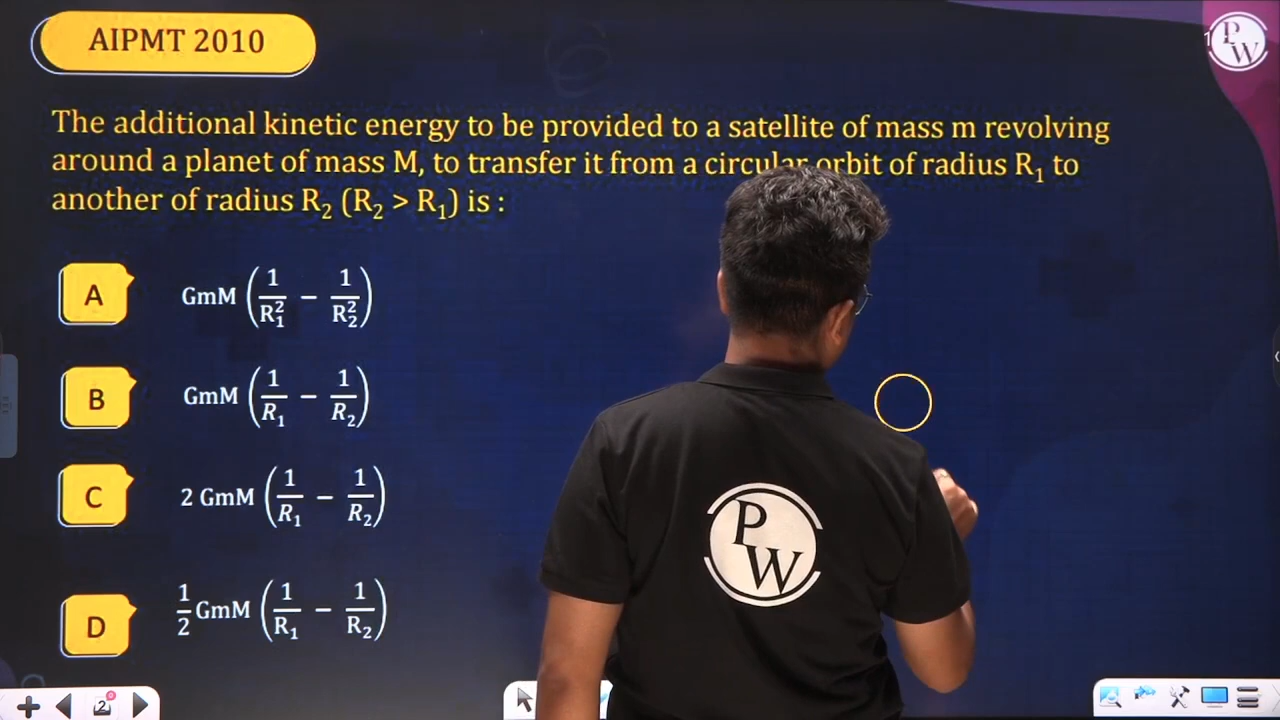 AIPMT 2010
PW
The additional kinetic energy to be provided to a satellite of mass m revolving
around a planet of mass M, to transfer it from a circular orbit of radius R₁ to
another of radius R₂ (R₂ > R₁) is :
A GmM (1/R₁² − 1/R₂²)
B GmM (1/R₁ − 1/R₂)
C 2 GmM (1/R₁ − 1/R₂)
D 1/2 GmM (1/R₁ − 1/R₂)
PW
2